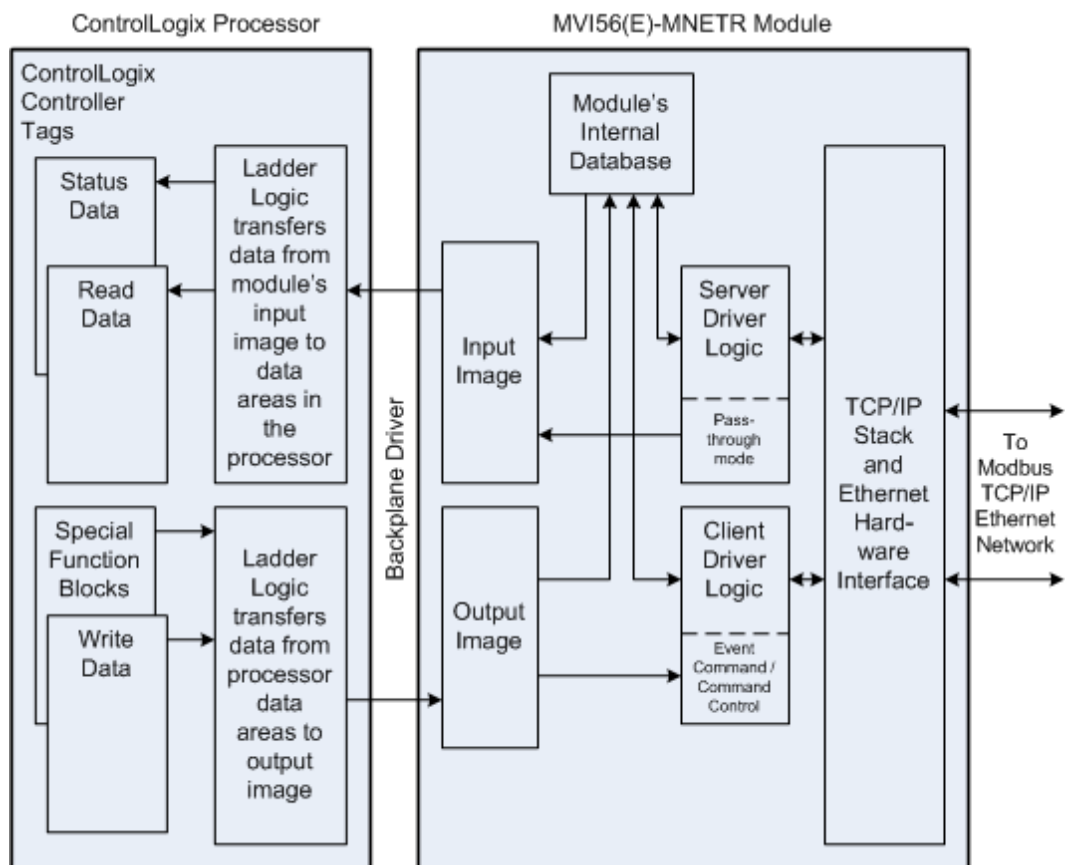 ControlLogix Processor
MVI56(E)-MNETR Module
ControlLogix
Controller
Tags
Status
Data
Read
Data
Ladder
Logic
transfers
data from
module's
input
image to
data
areas in
the
processor
Special
Function
Blocks
Write
Data
Ladder
Logic
transfers
data from
processor
data
areas to
output
image
Backplane Driver
Module's
Internal
Database
Input
Image
Output
Image
Server
Driver
Logic
Pass-
through
mode
Client
Driver
Logic
Event
Command /
Command
Control
TCP/IP
Stack
and
Ethernet
Hard-
ware
Interface
To
Modbus
TCP/IP
Ethernet
Network